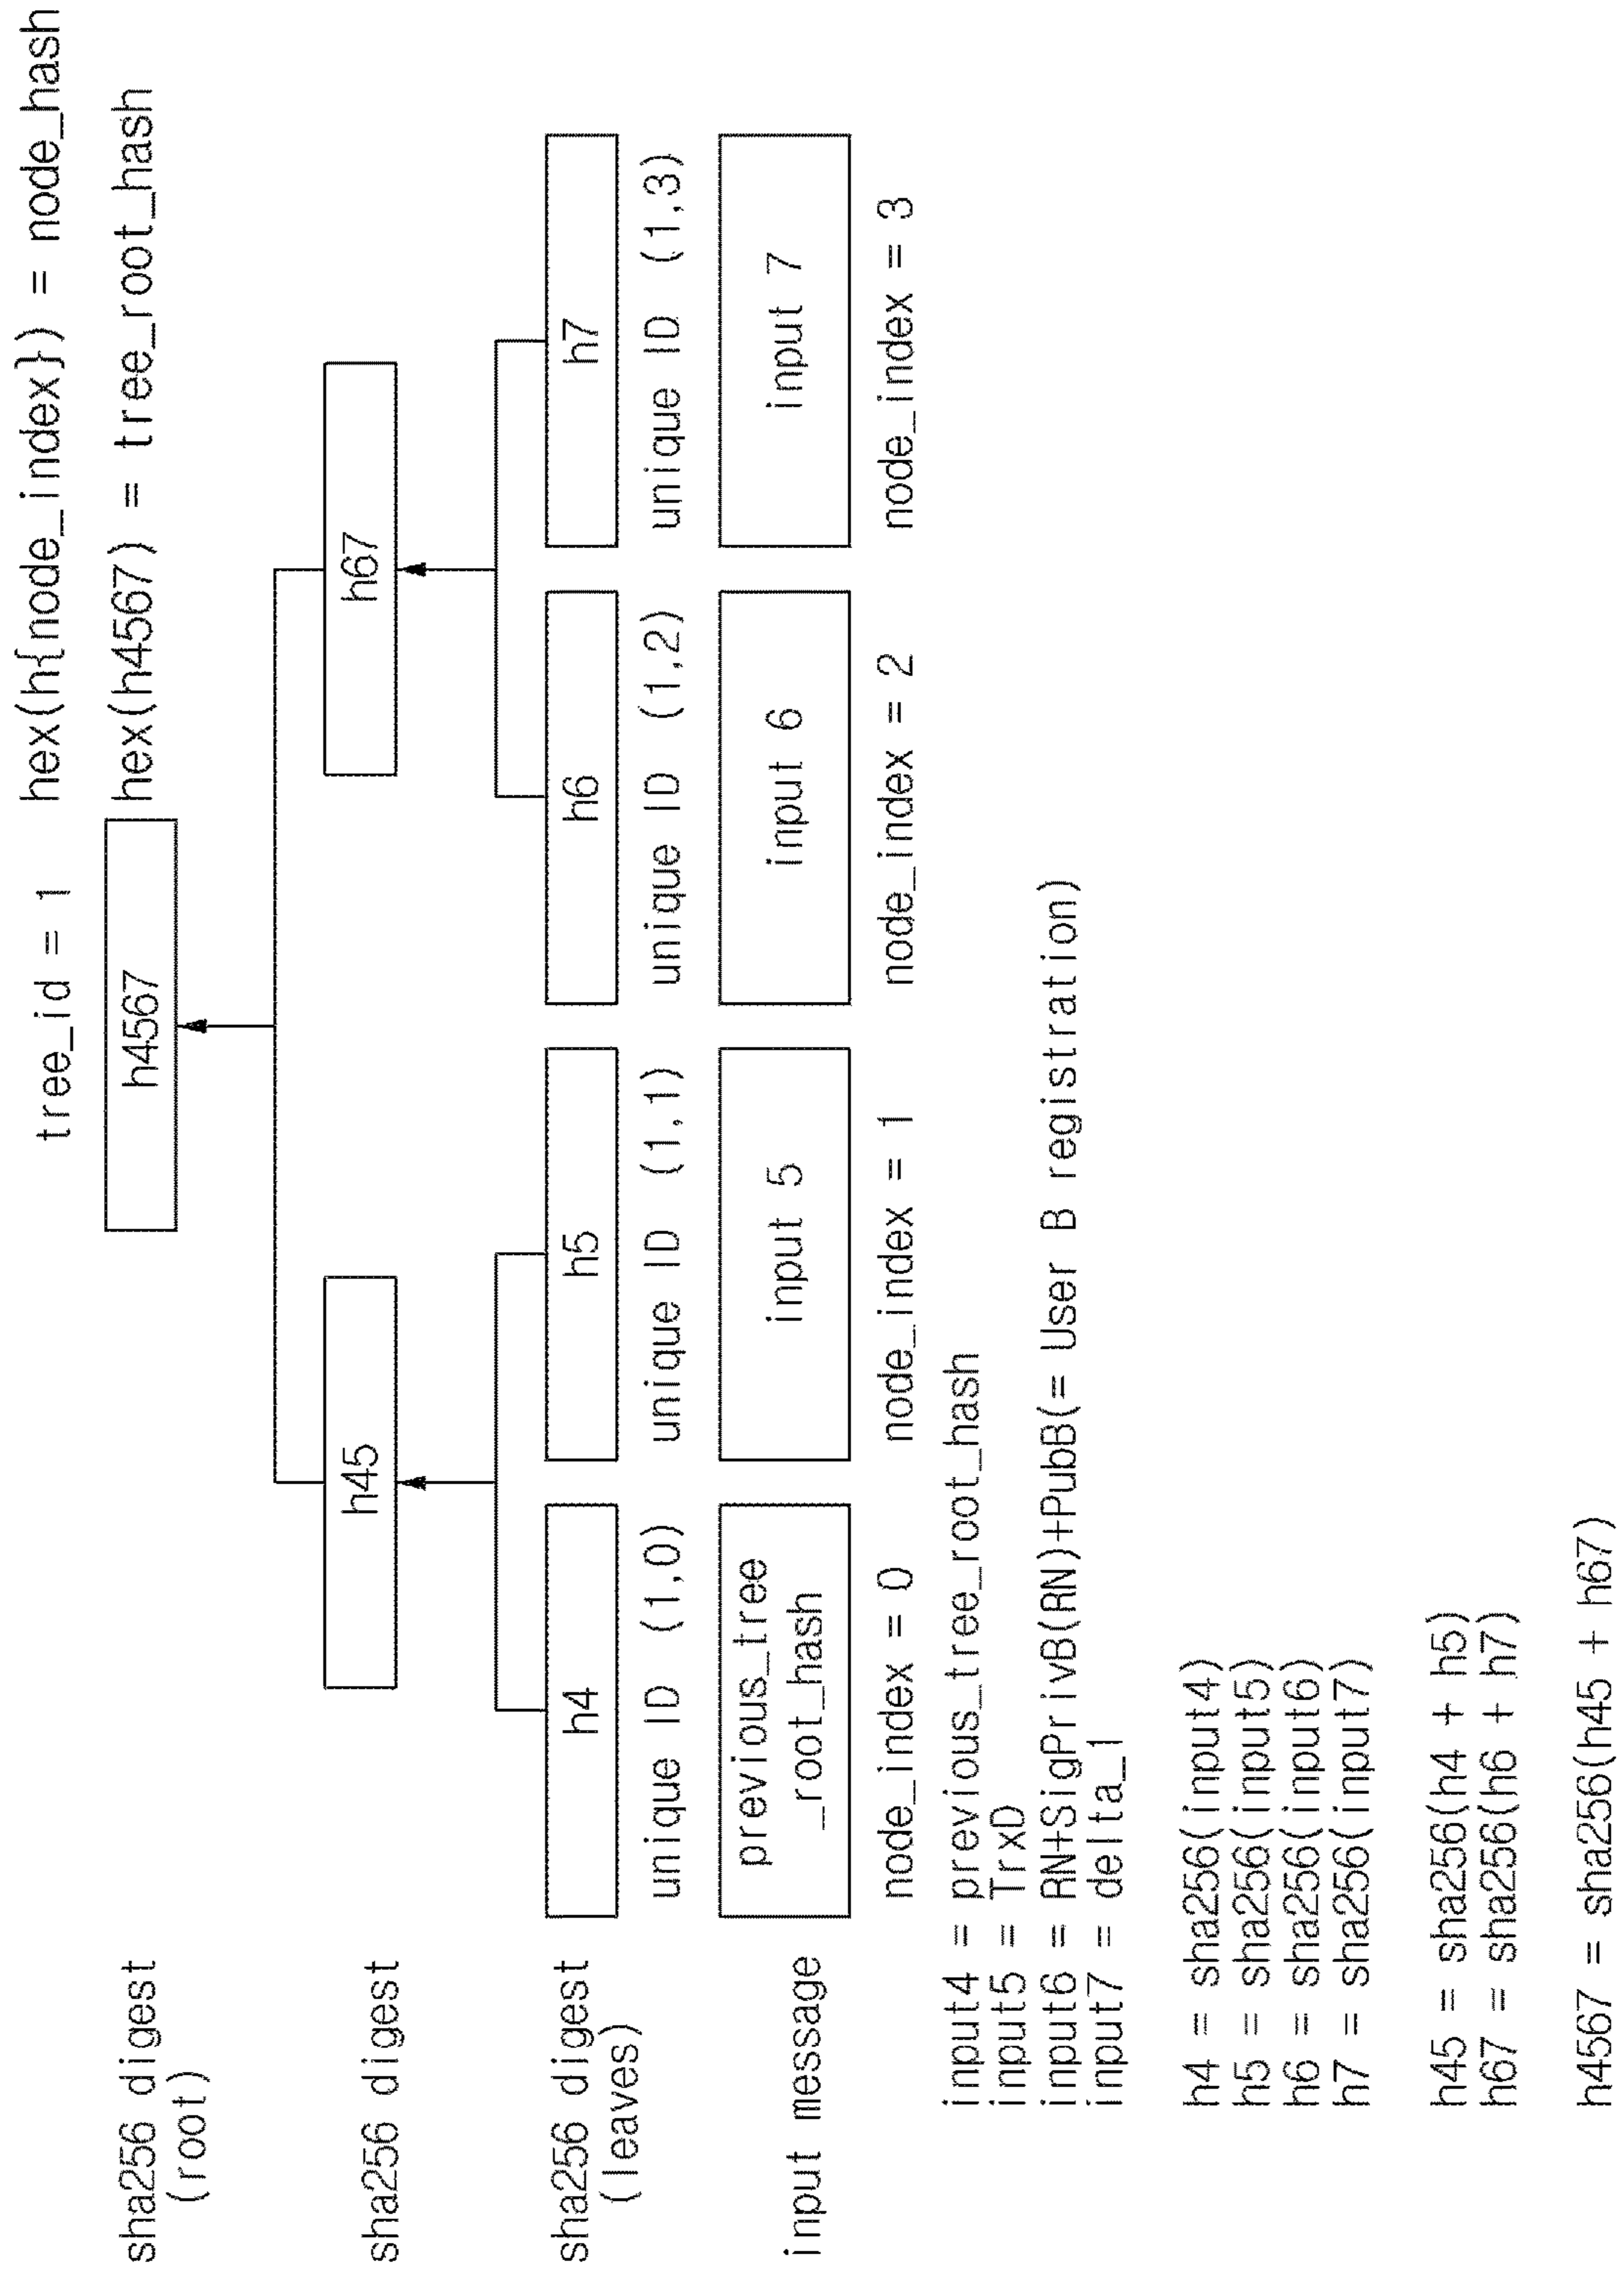 tree_id = 1 hex(h{node_index}) = node_hash
sha256 digest
(root)
h4567
hex(h4567) = tree_root_hash
sha256 digest
h45
h67
sha256 digest
(leaves)
h4
h5
h6
h7
unique ID (1,0)
unique ID (1,1)
unique ID (1,2)
unique ID (1,3)
input message
previous_tree
_root_hash
input 5
input 6
input 7
node_index = 0
node_index = 1
node_index = 2
node_index = 3
input4 = previous_tree_root_hash
input5 = TrxD
input6 = RN+SigPrivB(RN)+PubB(= User B registration)
input7 = delta_1
h4 = sha256(input4)
h5 = sha256(input5)
h6 = sha256(input6)
h7 = sha256(input7)
h45 = sha256(h4 + h5)
h67 = sha256(h6 + h7)
h4567 = sha256(h45 + h67)